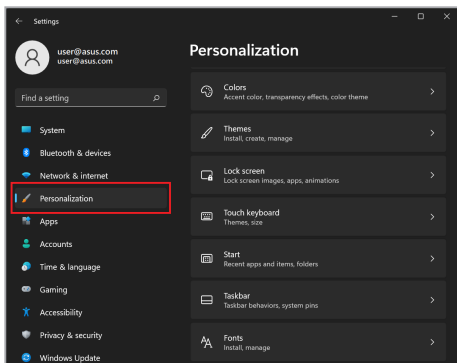 Settings
user@asus.com
user@asus.com
Find a setting
System
Bluetooth & devices
Network & internet
Personalization
Apps
Accounts
Time & language
Gaming
Accessibility
Privacy & security
Windows Update
Personalization
Colors
Accent color, transparency effects, color theme
Themes
Install, create, manage
Lock screen
Lock screen images, apps, animations
Touch keyboard
Themes, size
Start
Recent apps and items, folders
Taskbar
Taskbar behaviors, system pins
Fonts
Install, manage